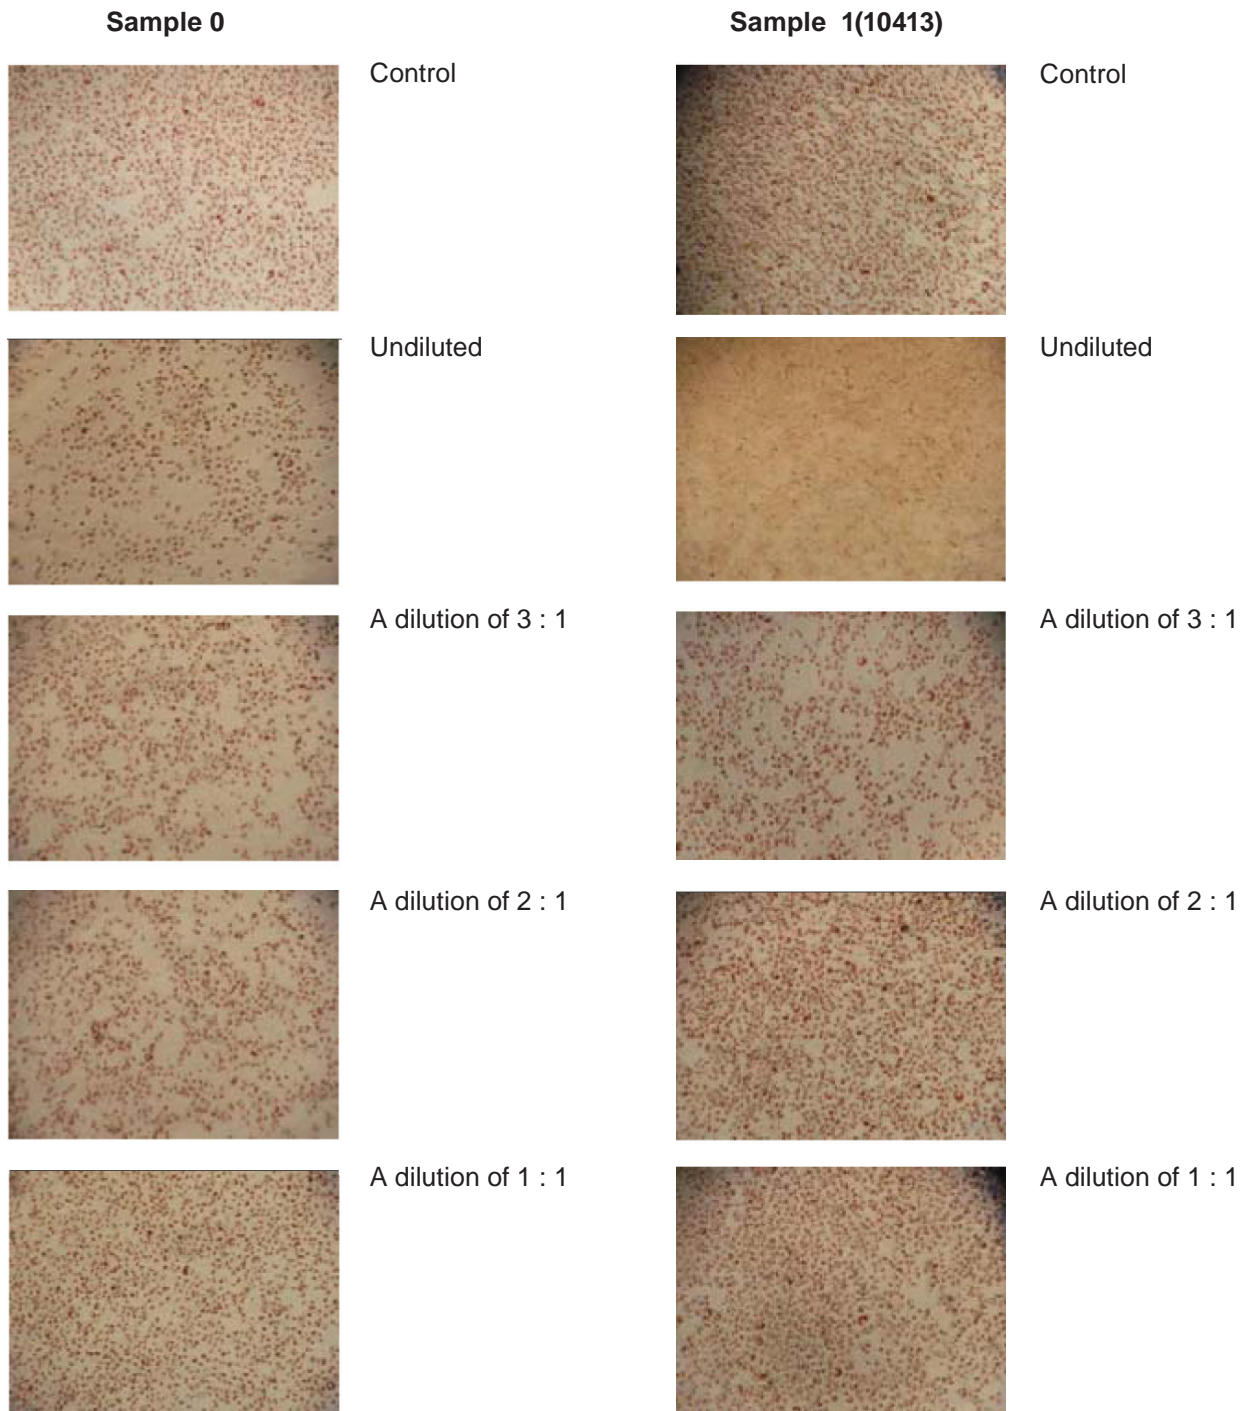 Sample 0
Sample 1(10413)
Control
Control
Undiluted
Undiluted
A dilution of 3 : 1
A dilution of 3 : 1
A dilution of 2 : 1
A dilution of 2 : 1
A dilution of 1 : 1
A dilution of 1 : 1